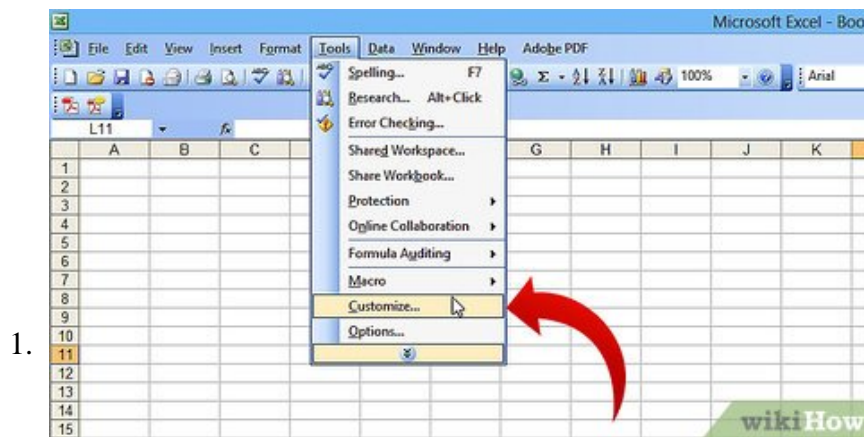 Microsoft Excel - Boo
File Edit View Insert Format Tools Data Window Help Adobe PDF
100% Arial
L11 fx
A B C G H I J K
Spelling... F7
Research... Alt+Click
Error Checking...
Shared Workspace...
Share Workbook...
Protection
Online Collaboration
Formula Auditing
Macro
Customize...
Options...
1
2
3
4
5
6
7
8
9
10
11
12
13
14
15
1.
wikiHow